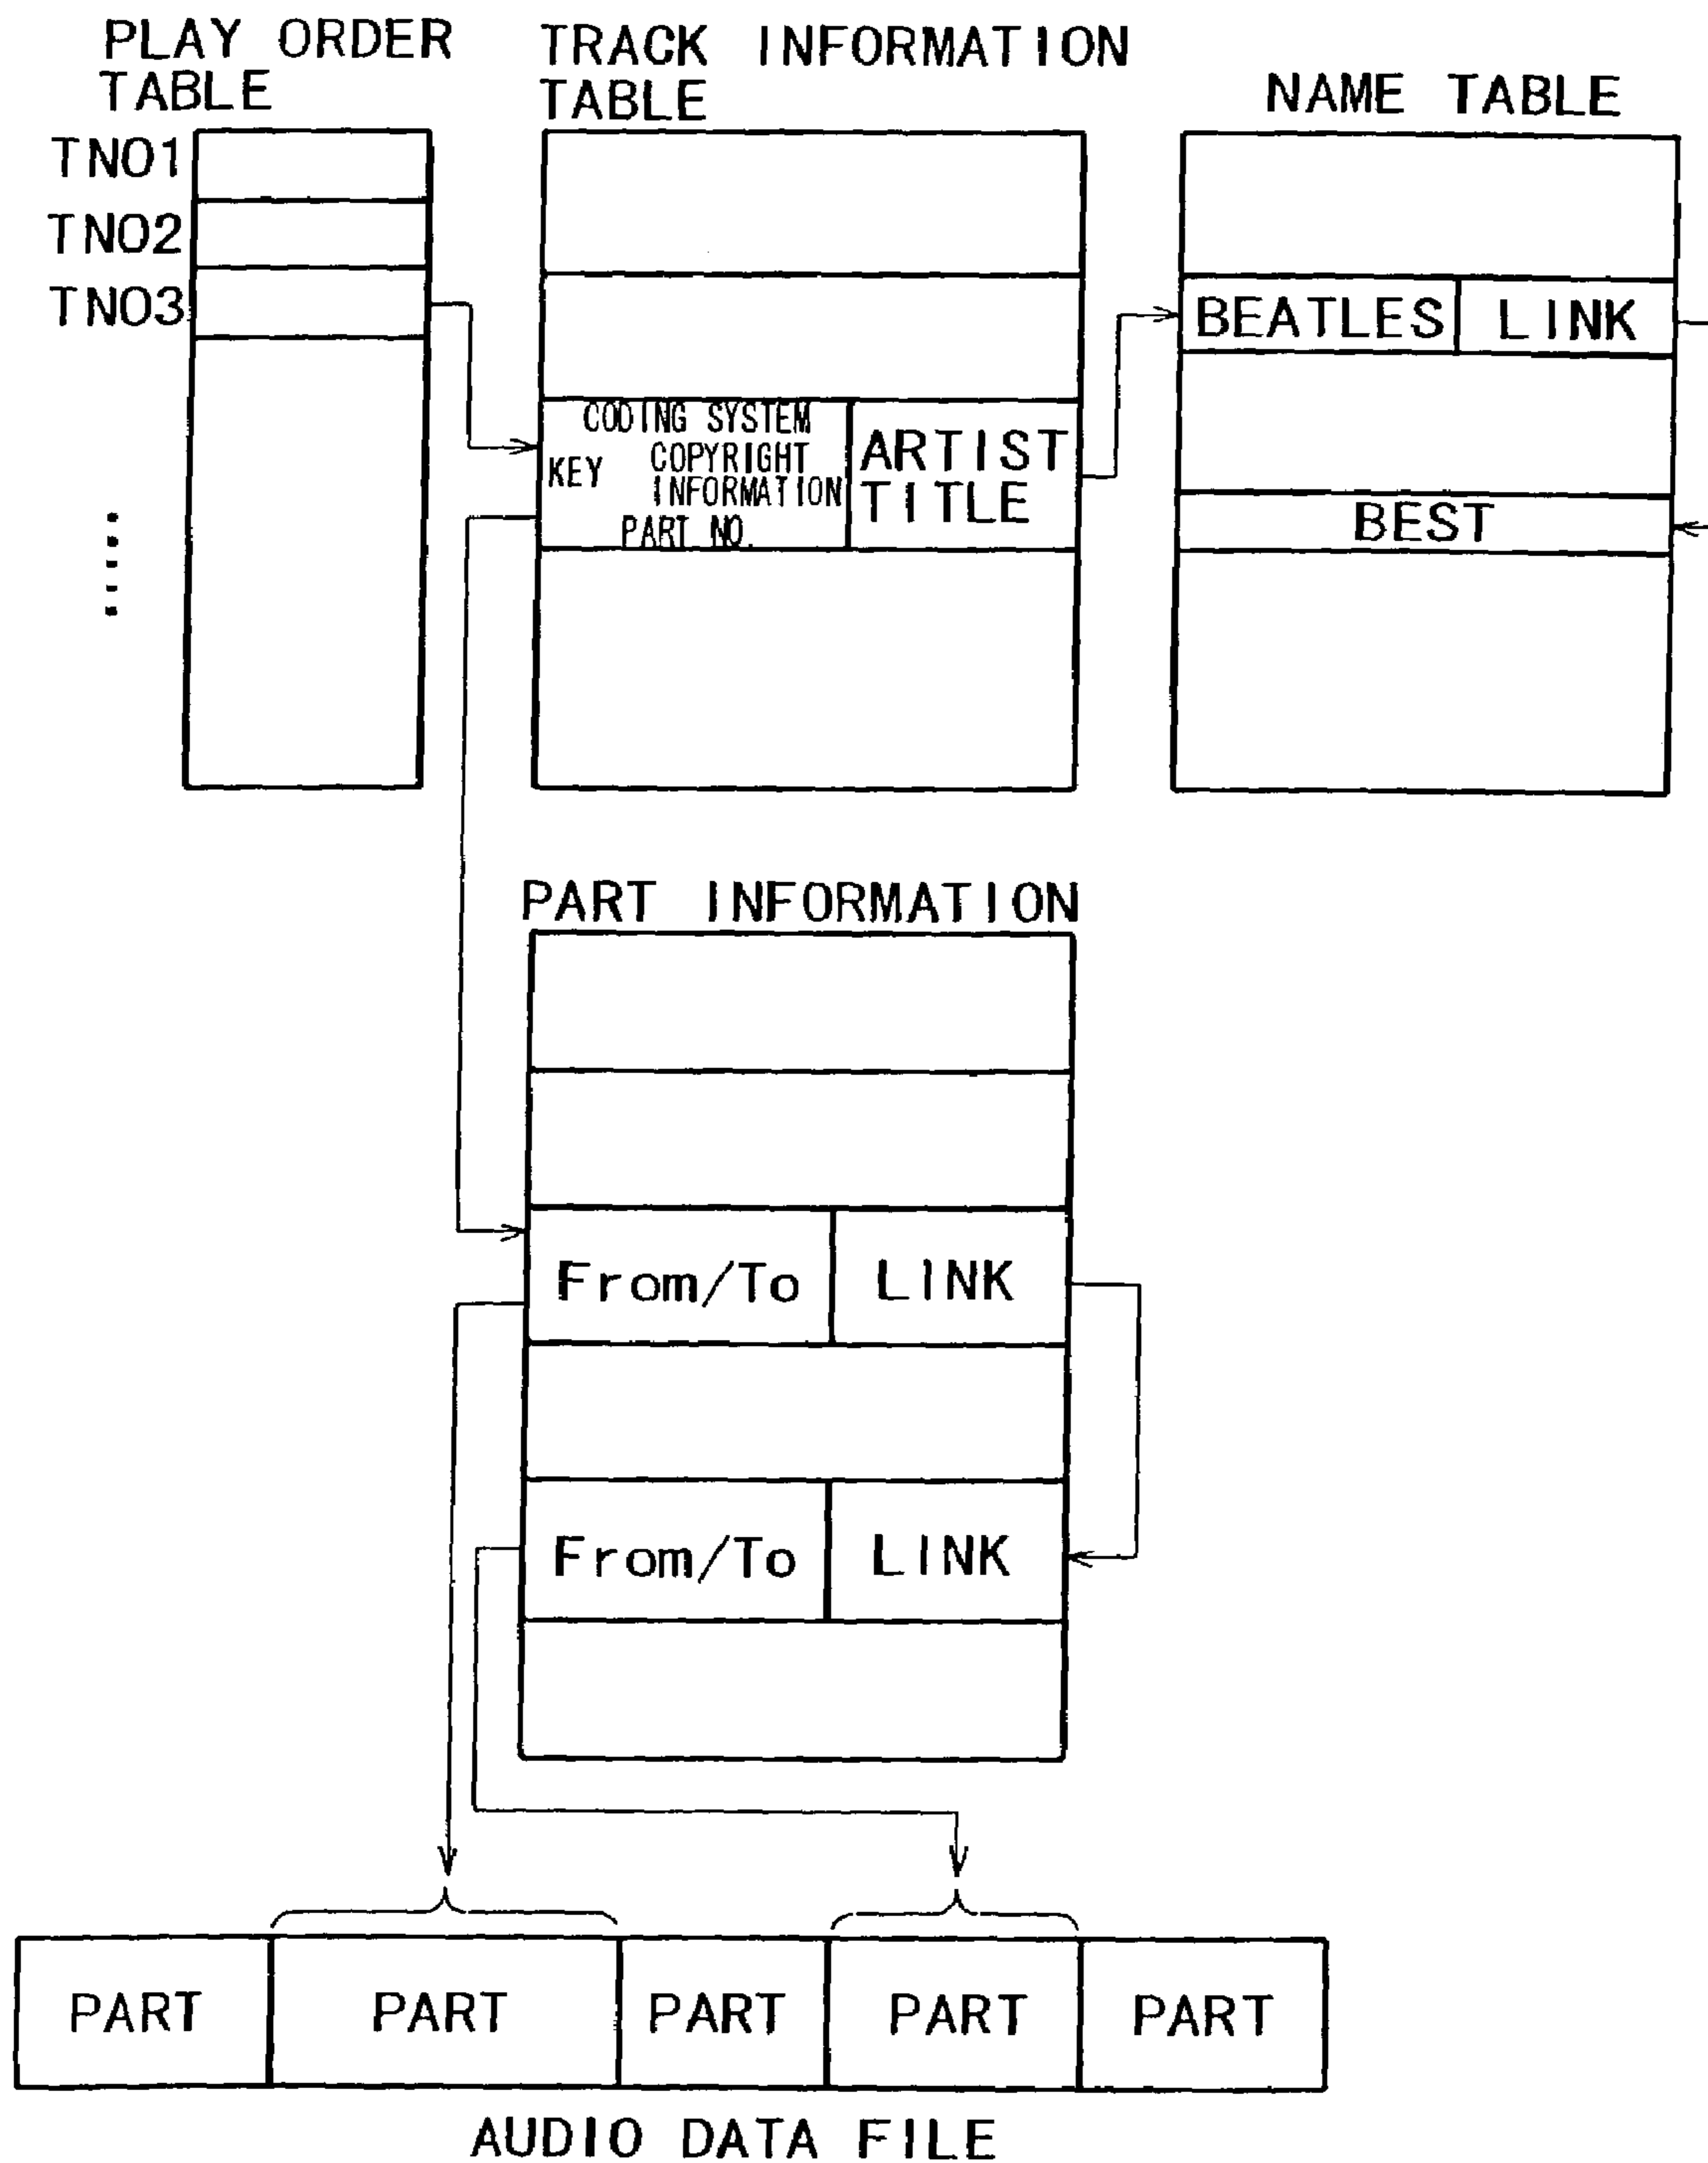 PLAY ORDER
TABLE
TNO1
TNO2
TNO3
TRACK INFORMATION
TABLE
CODING SYSTEM
KEY COPYRIGHT
INFORMATION
PART NO.
ARTIST
TITLE
NAME TABLE
BEATLES LINK
BEST
PART INFORMATION
From/To LINK
From/To LINK
PART PART PART PART PART
AUDIO DATA FILE